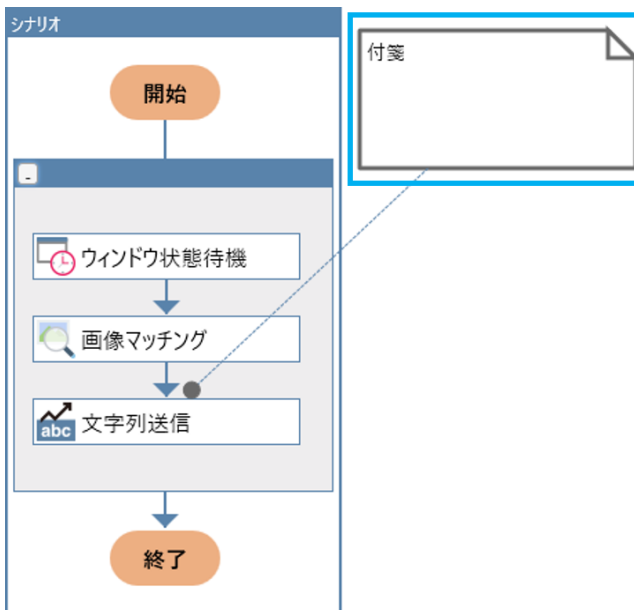 シナリオ
付箋
開始
-
ウィンドウ状態待機
画像マッチング
abc
文字列送信
終了